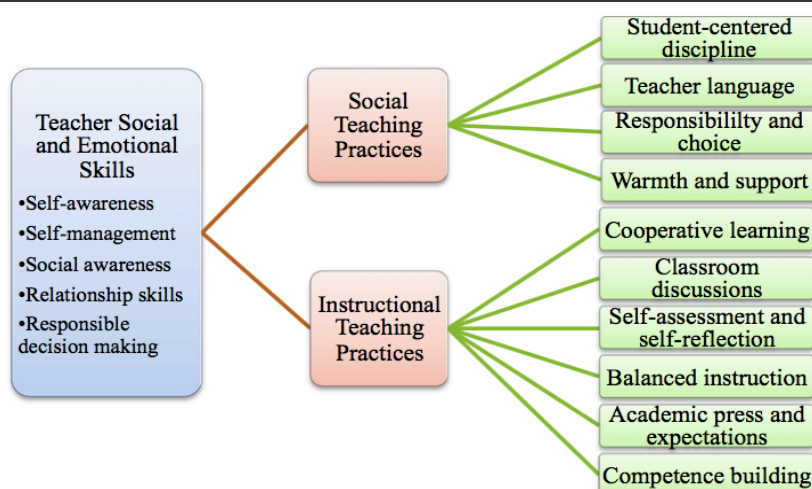 Teacher Social
and Emotional
Skills
•Self-awareness
•Self-management
•Social awareness
•Relationship skills
•Responsible
decision making
Social
Teaching
Practices
Instructional
Teaching
Practices
Student-centered
discipline
Teacher language
Responsibililty and
choice
Warmth and support
Cooperative learning
Classroom
discussions
Self-assessment and
self-reflection
Balanced instruction
Academic press and
expectations
Competence building